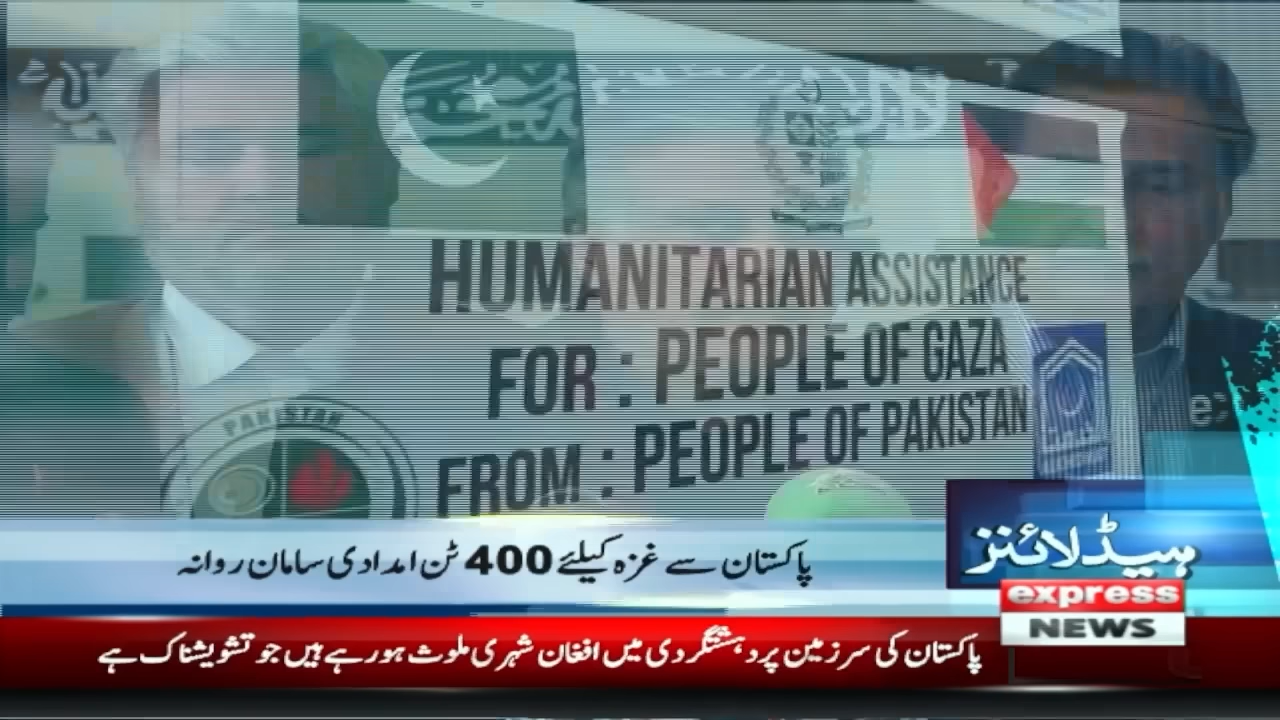 HUMANITARIAN ASSISTANCE
FOR : PEOPLE OF GAZA
FROM : PEOPLE OF PAKISTAN
PAKISTAN
پاکستان سے غزہ کیلئے 400 ٹن امدادی سامان روانہ
ہیڈلائنز
express
NEWS
پاکستان کی سرزمین پر دہشتگردی میں افغان شہری ملوث ہو رہے ہیں جو تشویشناک ہے